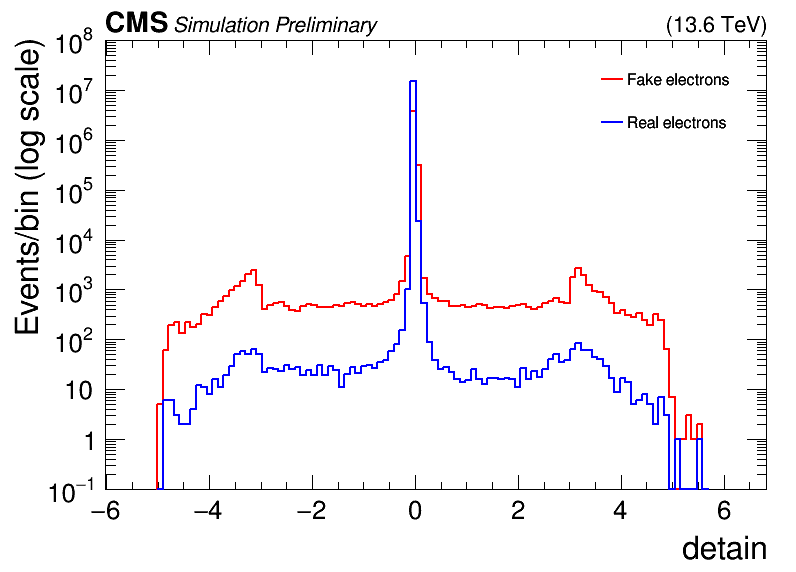 CMS Simulation Preliminary (13.6 TeV)
Events/bin (log scale)
10⁸
10⁷
10⁶
10⁵
10⁴
10³
10²
10
1
10⁻¹
Fake electrons
Real electrons
−6 −4 −2 0 2 4 6
detain